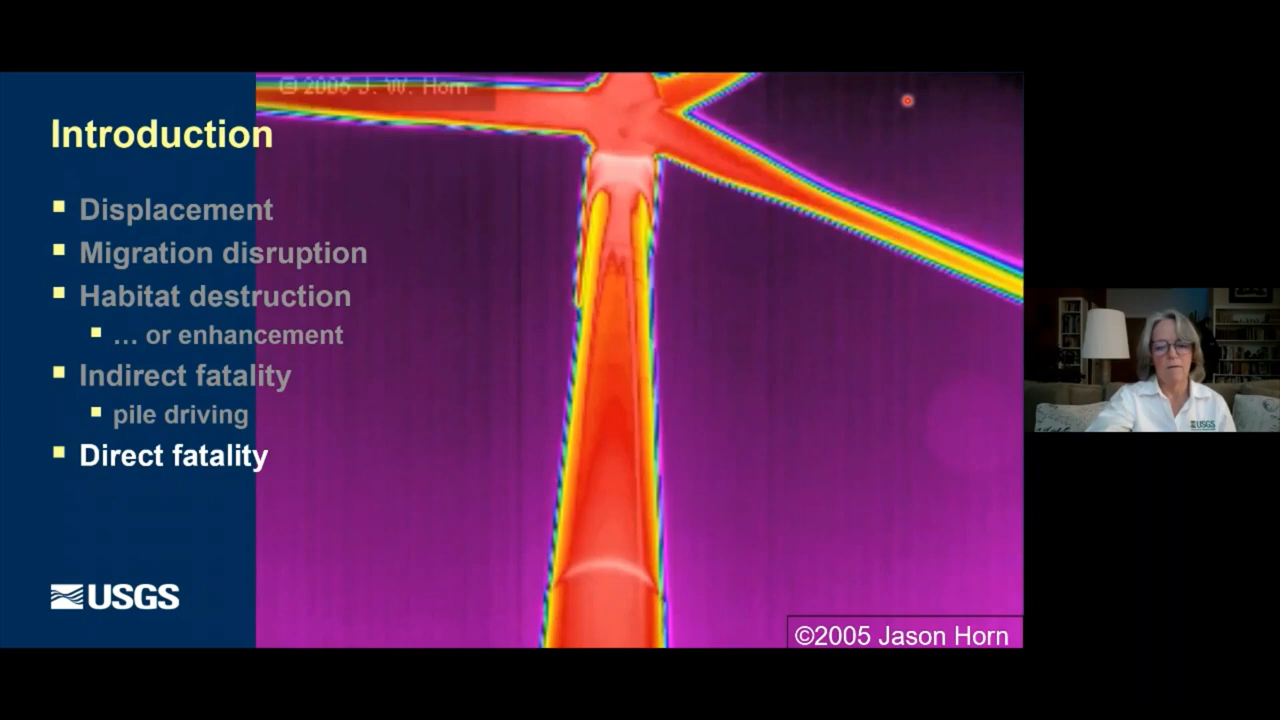 © 2005 J. W. Horn
Introduction
Displacement
Migration disruption
Habitat destruction
… or enhancement
Indirect fatality
pile driving
Direct fatality
USGS
USGS
©2005 Jason Horn